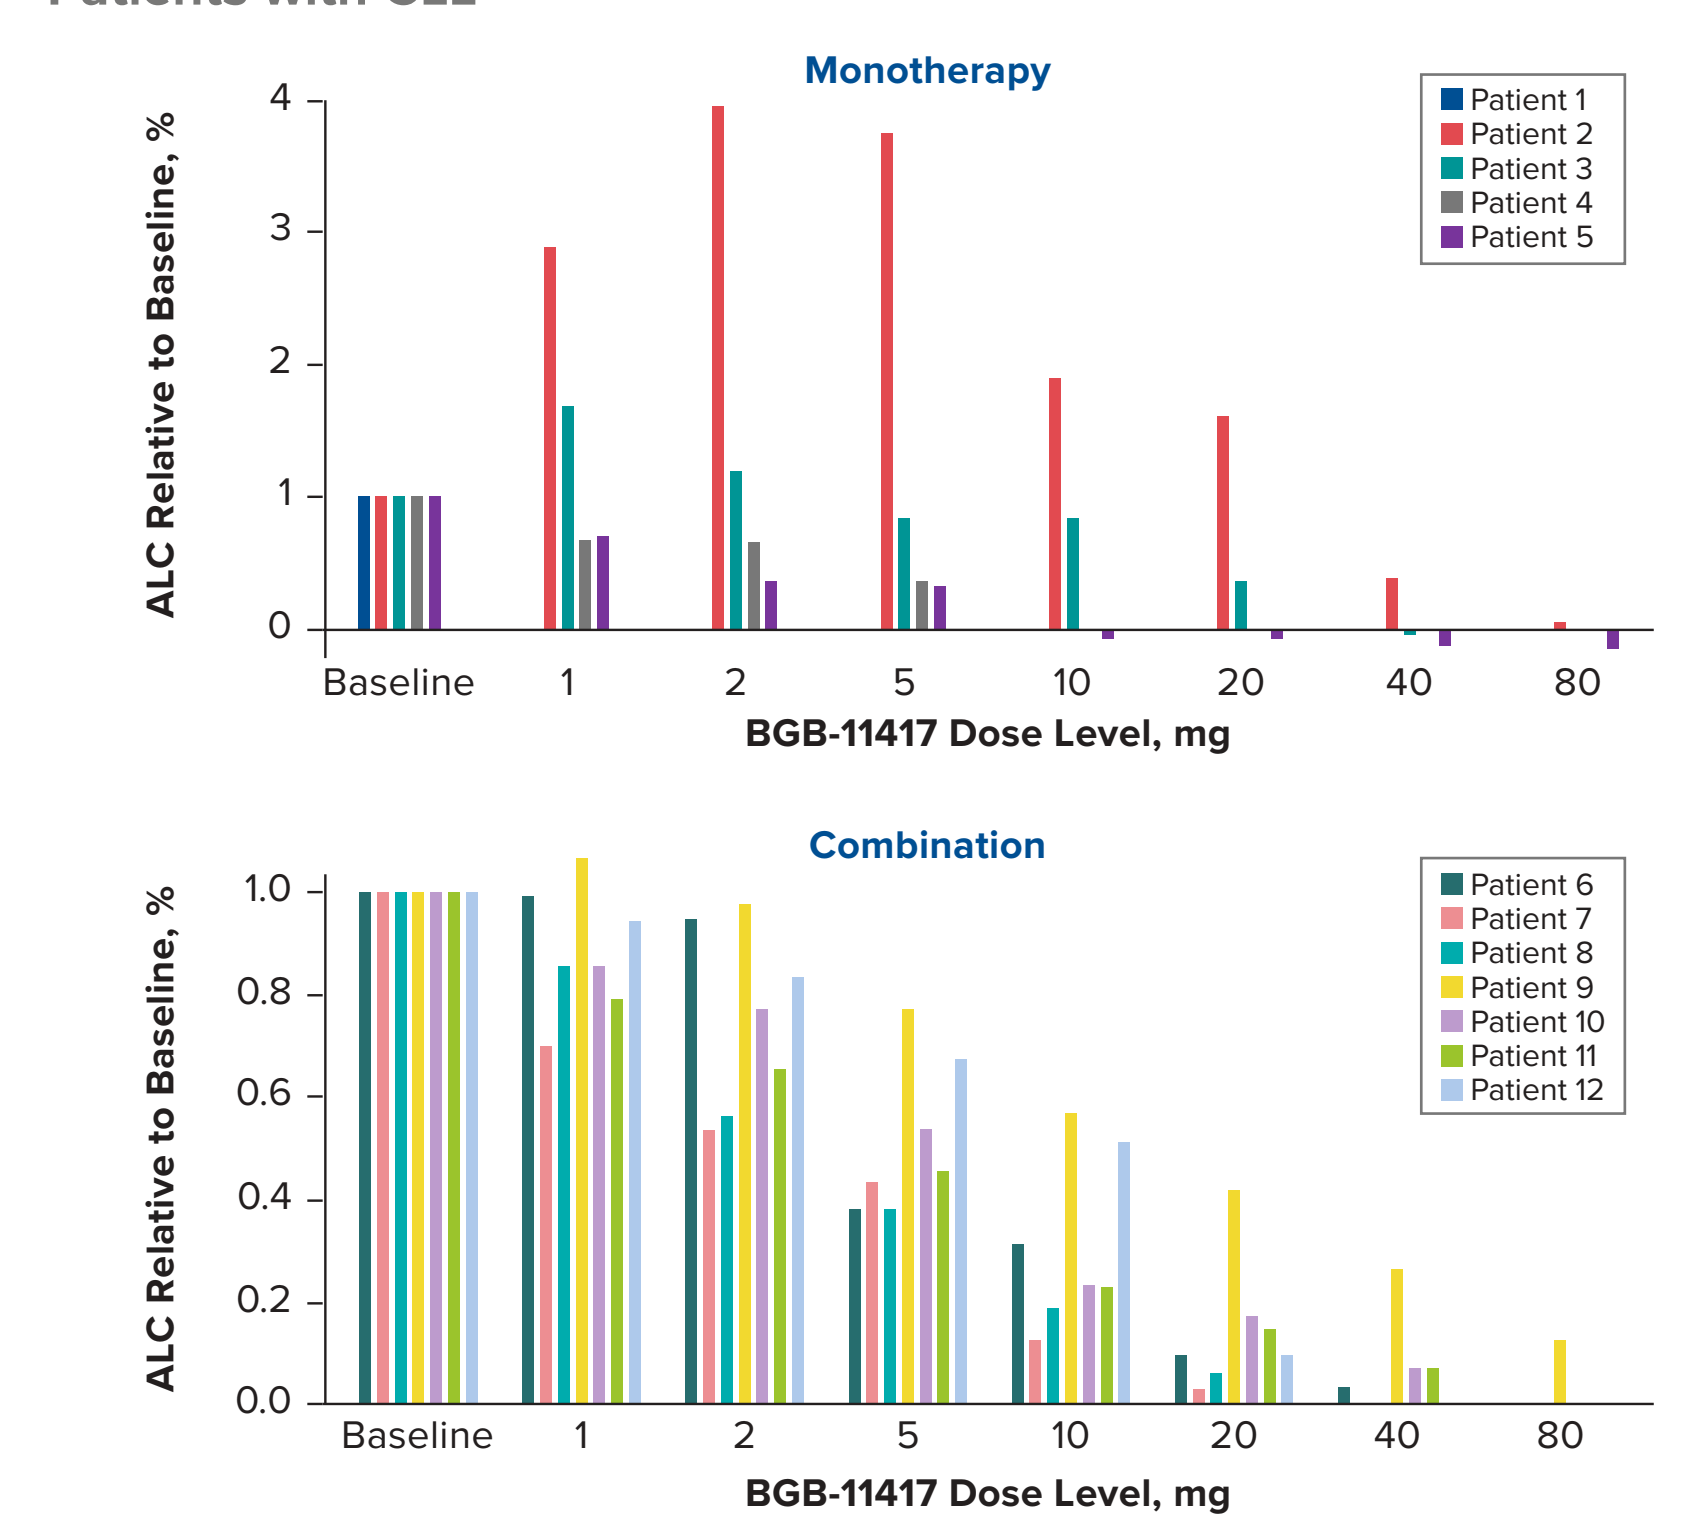 Patients with CLL
Monotherapy
ALC Relative to Baseline, %
4
3
2
1
0
Patient 1
Patient 2
Patient 3
Patient 4
Patient 5
Baseline 1 2 5 10 20 40 80
BGB-11417 Dose Level, mg
Combination
ALC Relative to Baseline, %
1.0
0.8
0.6
0.4
0.2
0.0
Patient 6
Patient 7
Patient 8
Patient 9
Patient 10
Patient 11
Patient 12
Baseline 1 2 5 10 20 40 80
BGB-11417 Dose Level, mg